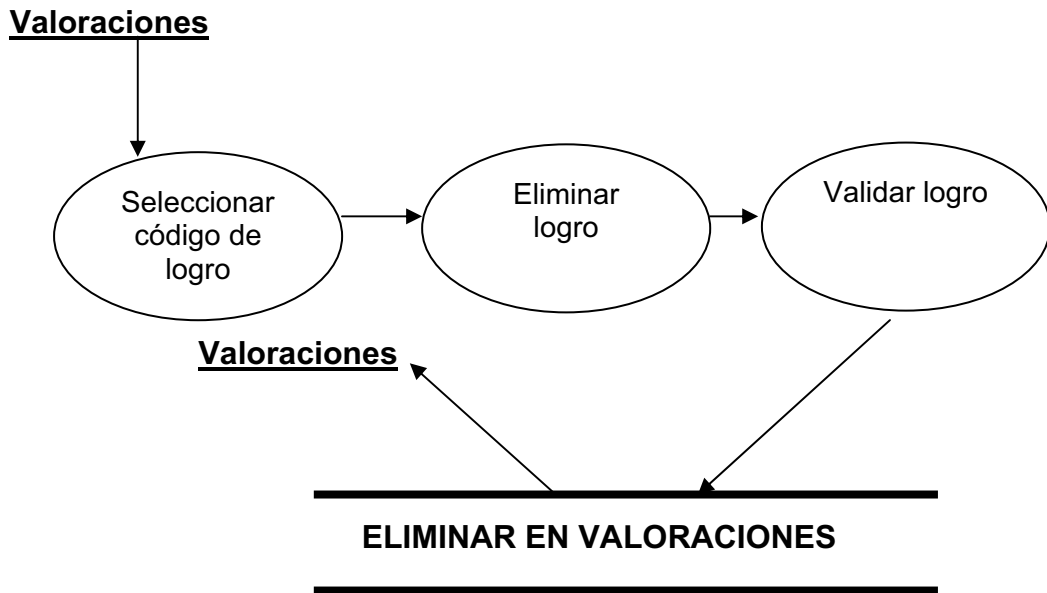 Valoraciones
Seleccionar
código de
logro
Eliminar
logro
Validar logro
Valoraciones
ELIMINAR EN VALORACIONES